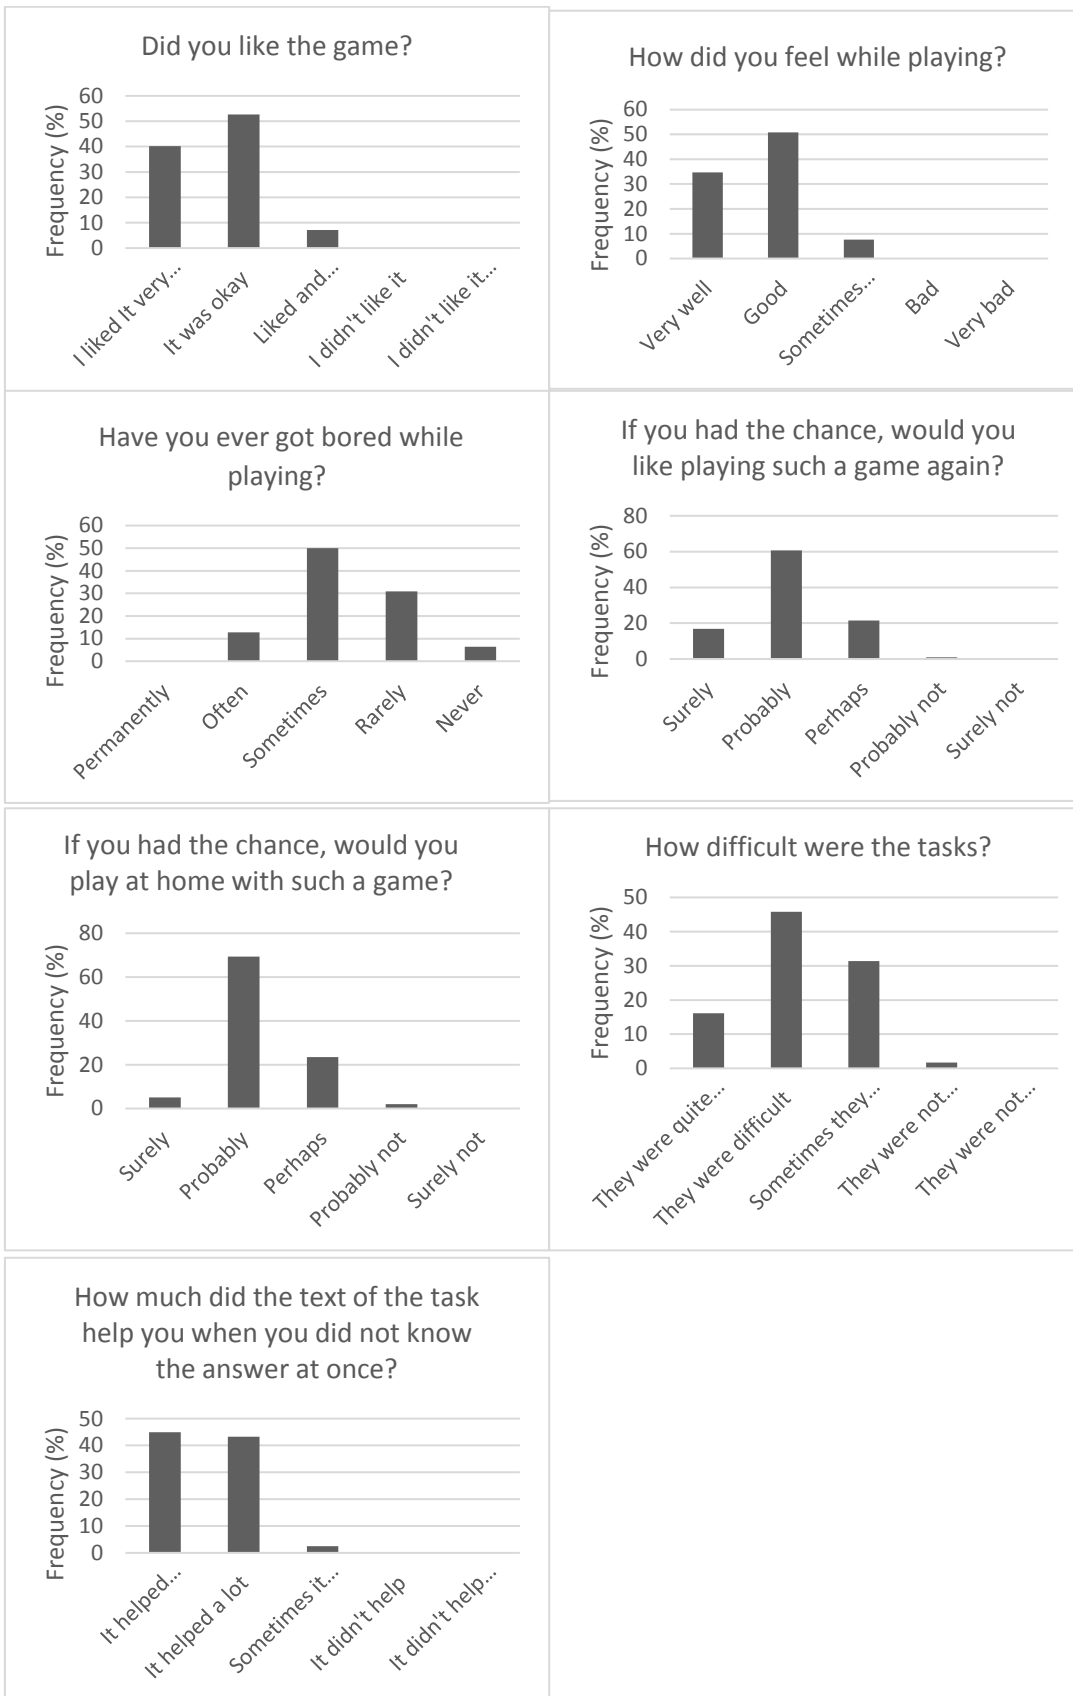 Did you like the game?
Frequency (%)
60
50
40
30
20
10
0
I liked It very...
It was okay
Liked and...
I didn't like it
I didn't like it...
How did you feel while playing?
Frequency (%)
60
50
40
30
20
10
0
Very well
Good
Sometimes...
Bad
Very bad
Have you ever got bored while
playing?
Frequency (%)
60
50
40
30
20
10
0
Permanently
Often
Sometimes
Rarely
Never
If you had the chance, would you
like playing such a game again?
Frequency (%)
80
60
40
20
0
Surely
Probably
Perhaps
Probably not
Surely not
If you had the chance, would you
play at home with such a game?
Frequency (%)
80
60
40
20
0
Surely
Probably
Perhaps
Probably not
Surely not
How difficult were the tasks?
Frequency (%)
50
40
30
20
10
0
They were quite...
They were difficult
Sometimes they...
They were not...
They were not...
How much did the text of the task
help you when you did not know
the answer at once?
Frequency (%)
50
40
30
20
10
0
It helped...
It helped a lot
Sometimes it...
It didn't help
It didn't help...